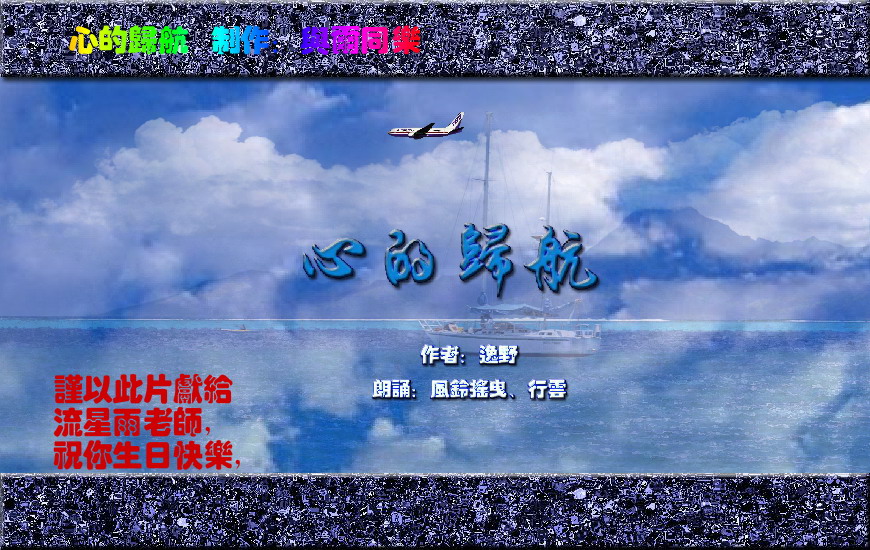 心的歸航 制作：與爾同樂
心的歸航
作者：逸野
朗誦：風鈴搖曳、行雲
謹以此片獻給
流星雨老師，
祝你生日快樂，